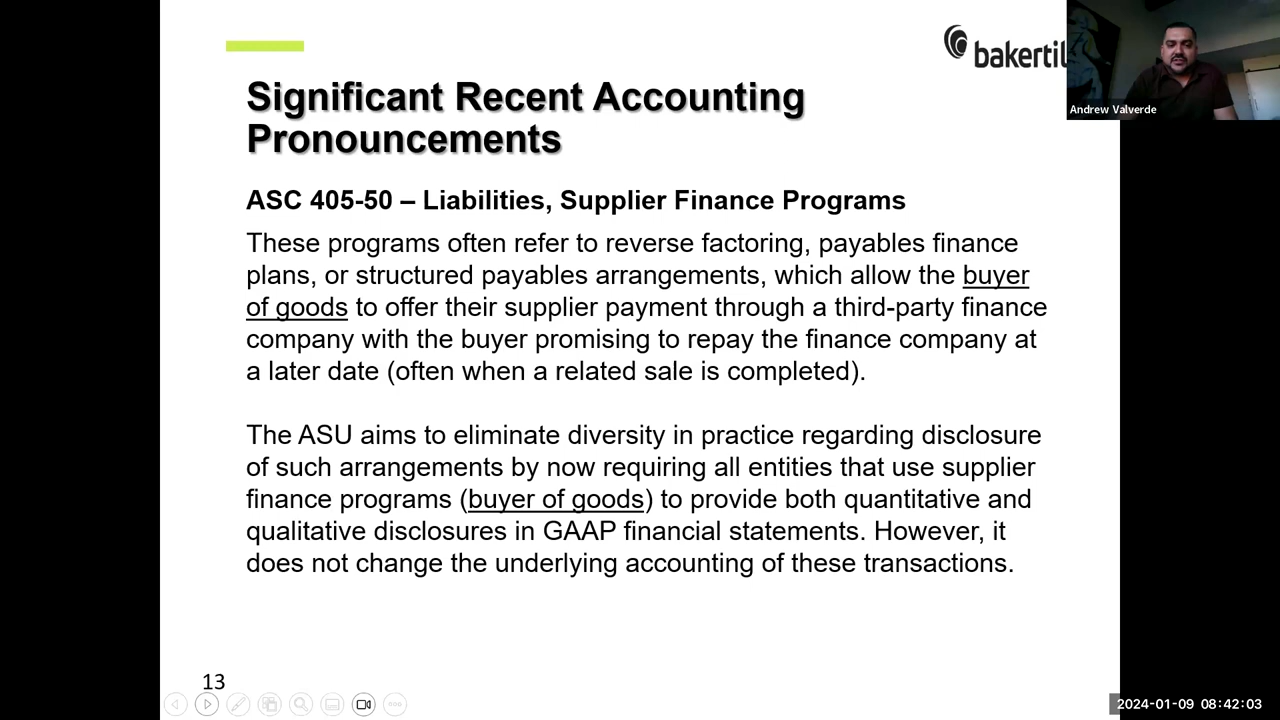 bakertil
Andrew Valverde
Significant Recent Accounting
Pronouncements
ASC 405-50 – Liabilities, Supplier Finance Programs
These programs often refer to reverse factoring, payables finance
plans, or structured payables arrangements, which allow the buyer
of goods to offer their supplier payment through a third-party finance
company with the buyer promising to repay the finance company at
a later date (often when a related sale is completed).
The ASU aims to eliminate diversity in practice regarding disclosure
of such arrangements by now requiring all entities that use supplier
finance programs (buyer of goods) to provide both quantitative and
qualitative disclosures in GAAP financial statements. However, it
does not change the underlying accounting of these transactions.
13
2024-01-09 08:42:03